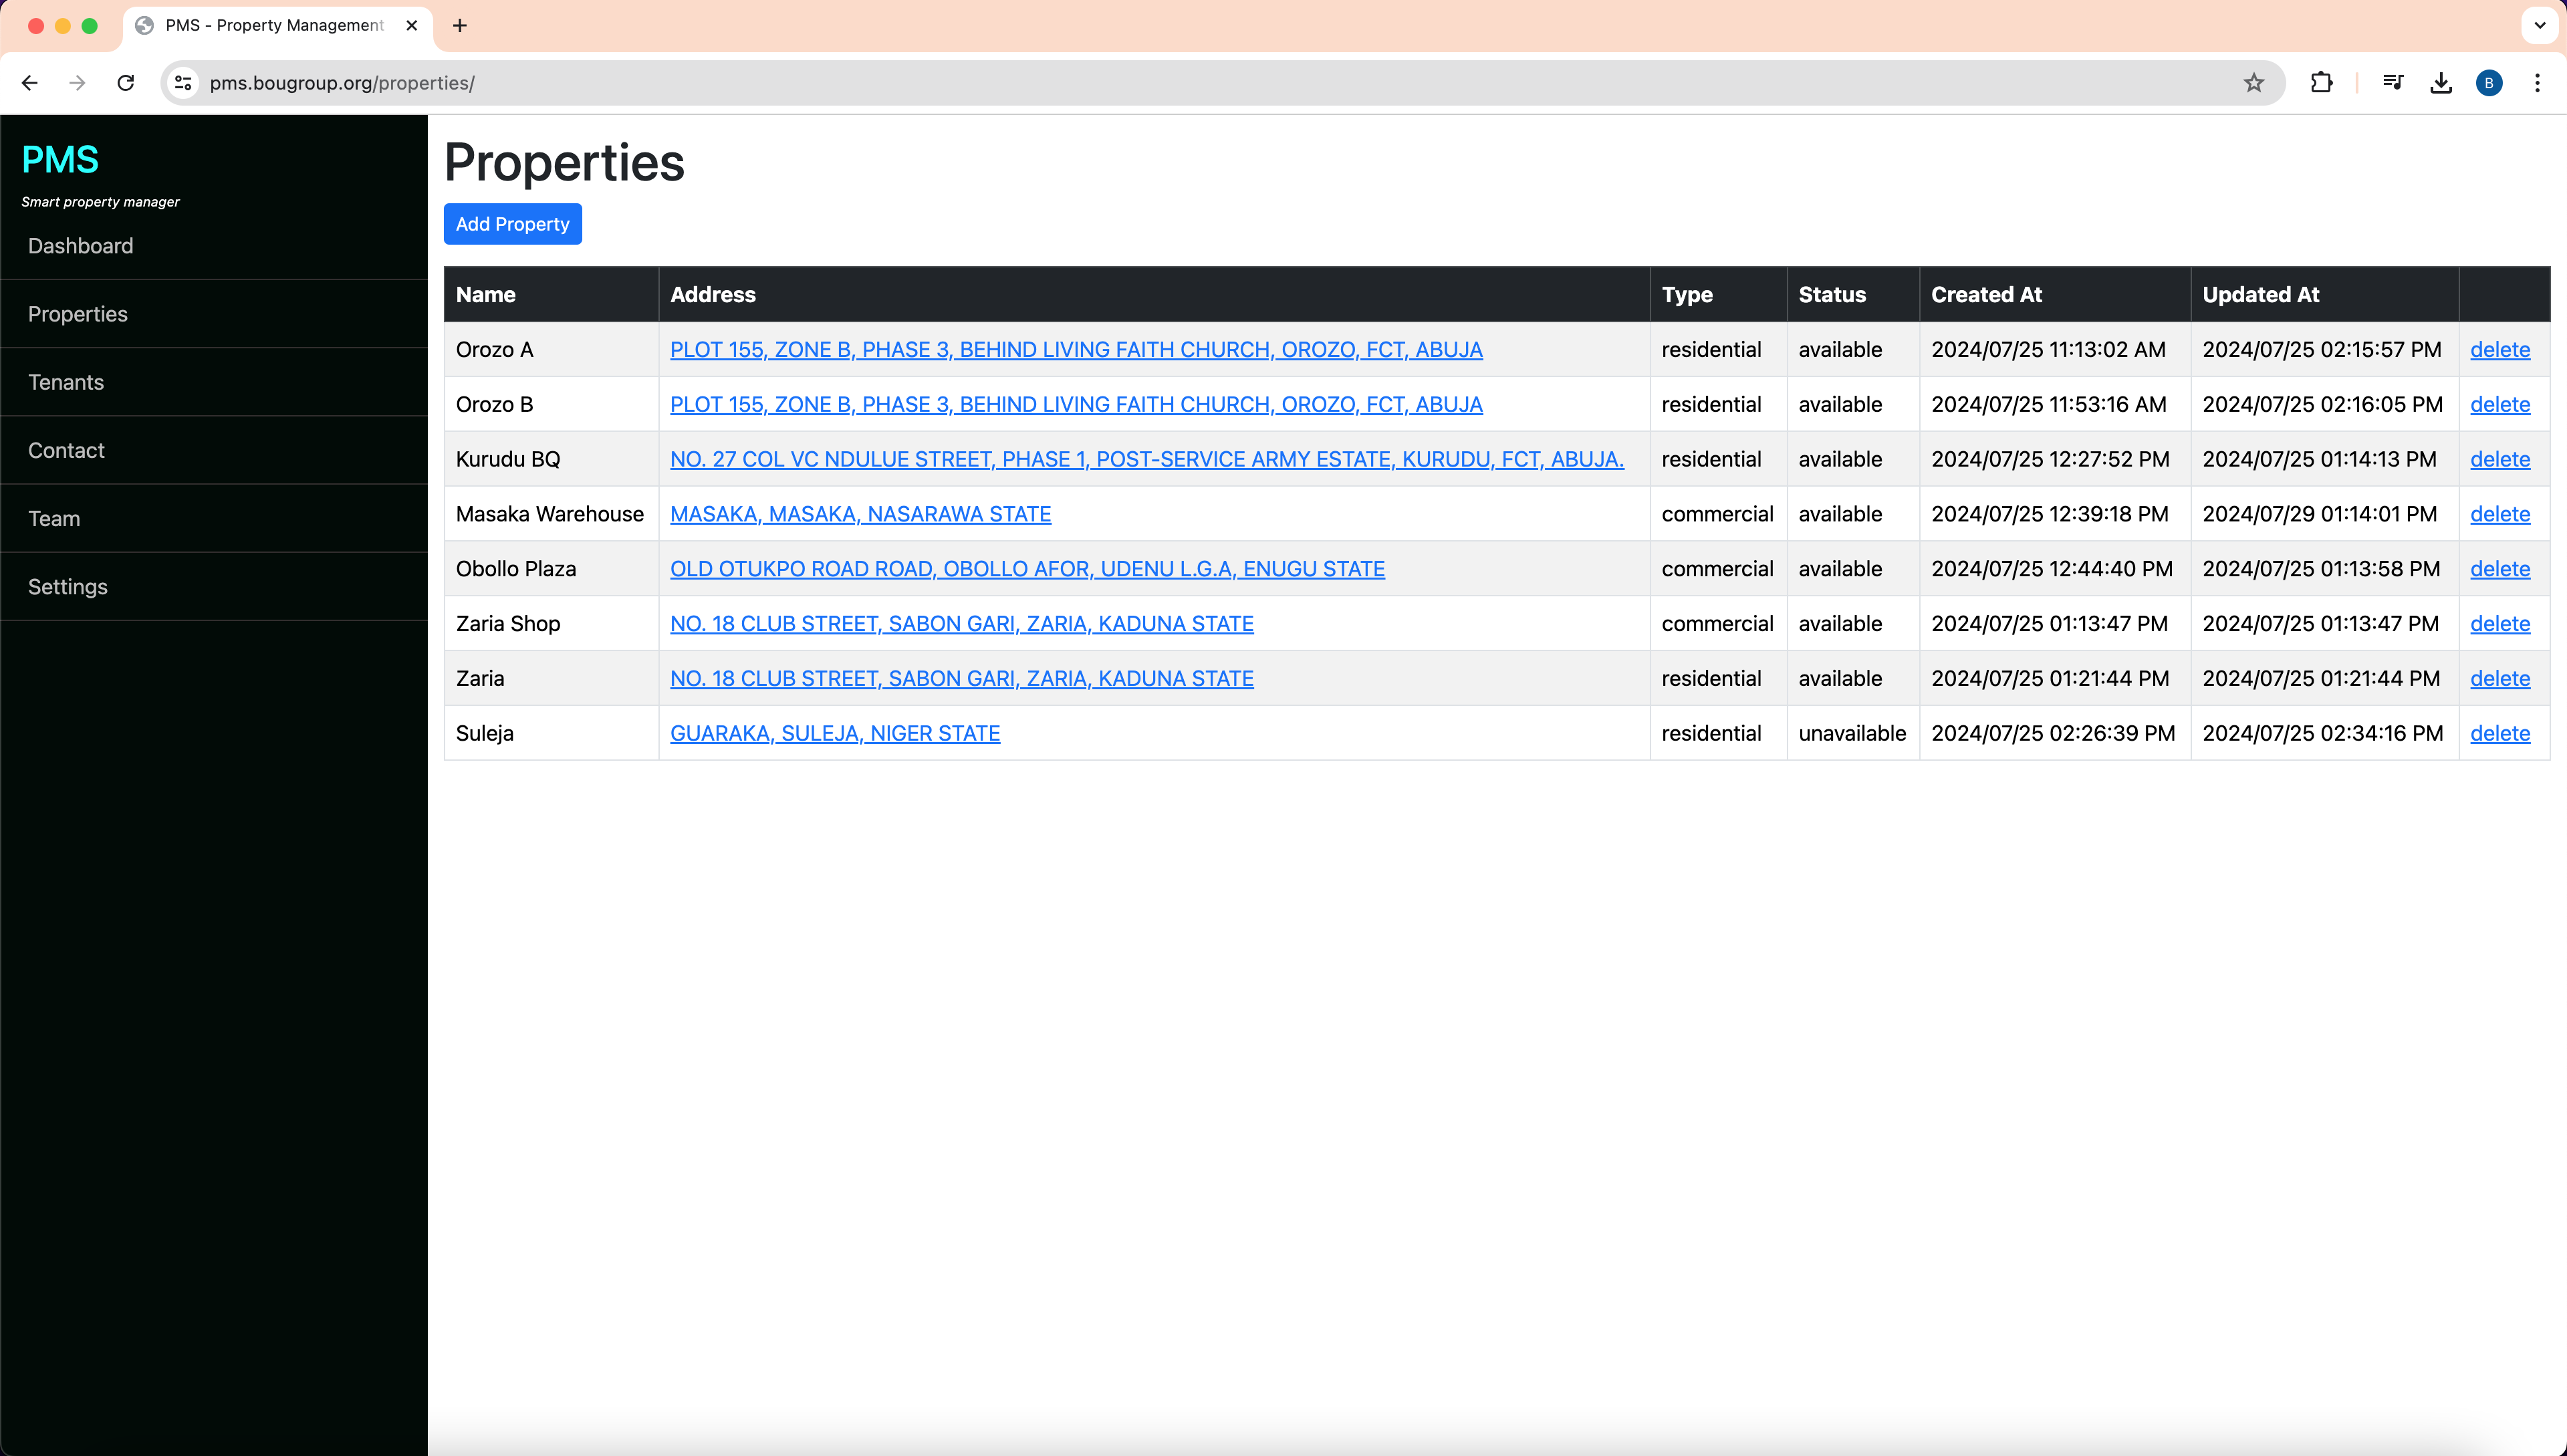 PMS - Property Management
pms.bougroup.org/properties/
B
PMS
Smart property manager
Dashboard
Properties
Tenants
Contact
Team
Settings
Properties
Add Property
Name Address Type Status Created At Updated At
Orozo A PLOT 155, ZONE B, PHASE 3, BEHIND LIVING FAITH CHURCH, OROZO, FCT, ABUJA residential available 2024/07/25 11:13:02 AM 2024/07/25 02:15:57 PM delete
Orozo B PLOT 155, ZONE B, PHASE 3, BEHIND LIVING FAITH CHURCH, OROZO, FCT, ABUJA residential available 2024/07/25 11:53:16 AM 2024/07/25 02:16:05 PM delete
Kurudu BQ NO. 27 COL VC NDULUE STREET, PHASE 1, POST-SERVICE ARMY ESTATE, KURUDU, FCT, ABUJA. residential available 2024/07/25 12:27:52 PM 2024/07/25 01:14:13 PM delete
Masaka Warehouse MASAKA, MASAKA, NASARAWA STATE commercial available 2024/07/25 12:39:18 PM 2024/07/29 01:14:01 PM delete
Obollo Plaza OLD OTUKPO ROAD ROAD, OBOLLO AFOR, UDENU L.G.A, ENUGU STATE commercial available 2024/07/25 12:44:40 PM 2024/07/25 01:13:58 PM delete
Zaria Shop NO. 18 CLUB STREET, SABON GARI, ZARIA, KADUNA STATE commercial available 2024/07/25 01:13:47 PM 2024/07/25 01:13:47 PM delete
Zaria NO. 18 CLUB STREET, SABON GARI, ZARIA, KADUNA STATE residential available 2024/07/25 01:21:44 PM 2024/07/25 01:21:44 PM delete
Suleja GUARAKA, SULEJA, NIGER STATE residential unavailable 2024/07/25 02:26:39 PM 2024/07/25 02:34:16 PM delete